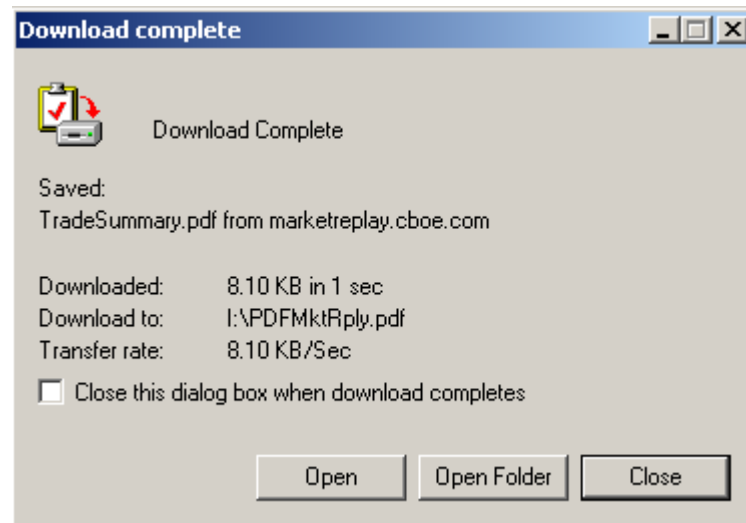 Download complete
Download Complete
Saved:
TradeSummary.pdf from marketreplay.cboe.com
Downloaded: 8.10 KB in 1 sec
Download to: I:\PDFMktRply.pdf
Transfer rate: 8.10 KB/Sec
Close this dialog box when download completes
Open Open Folder Close